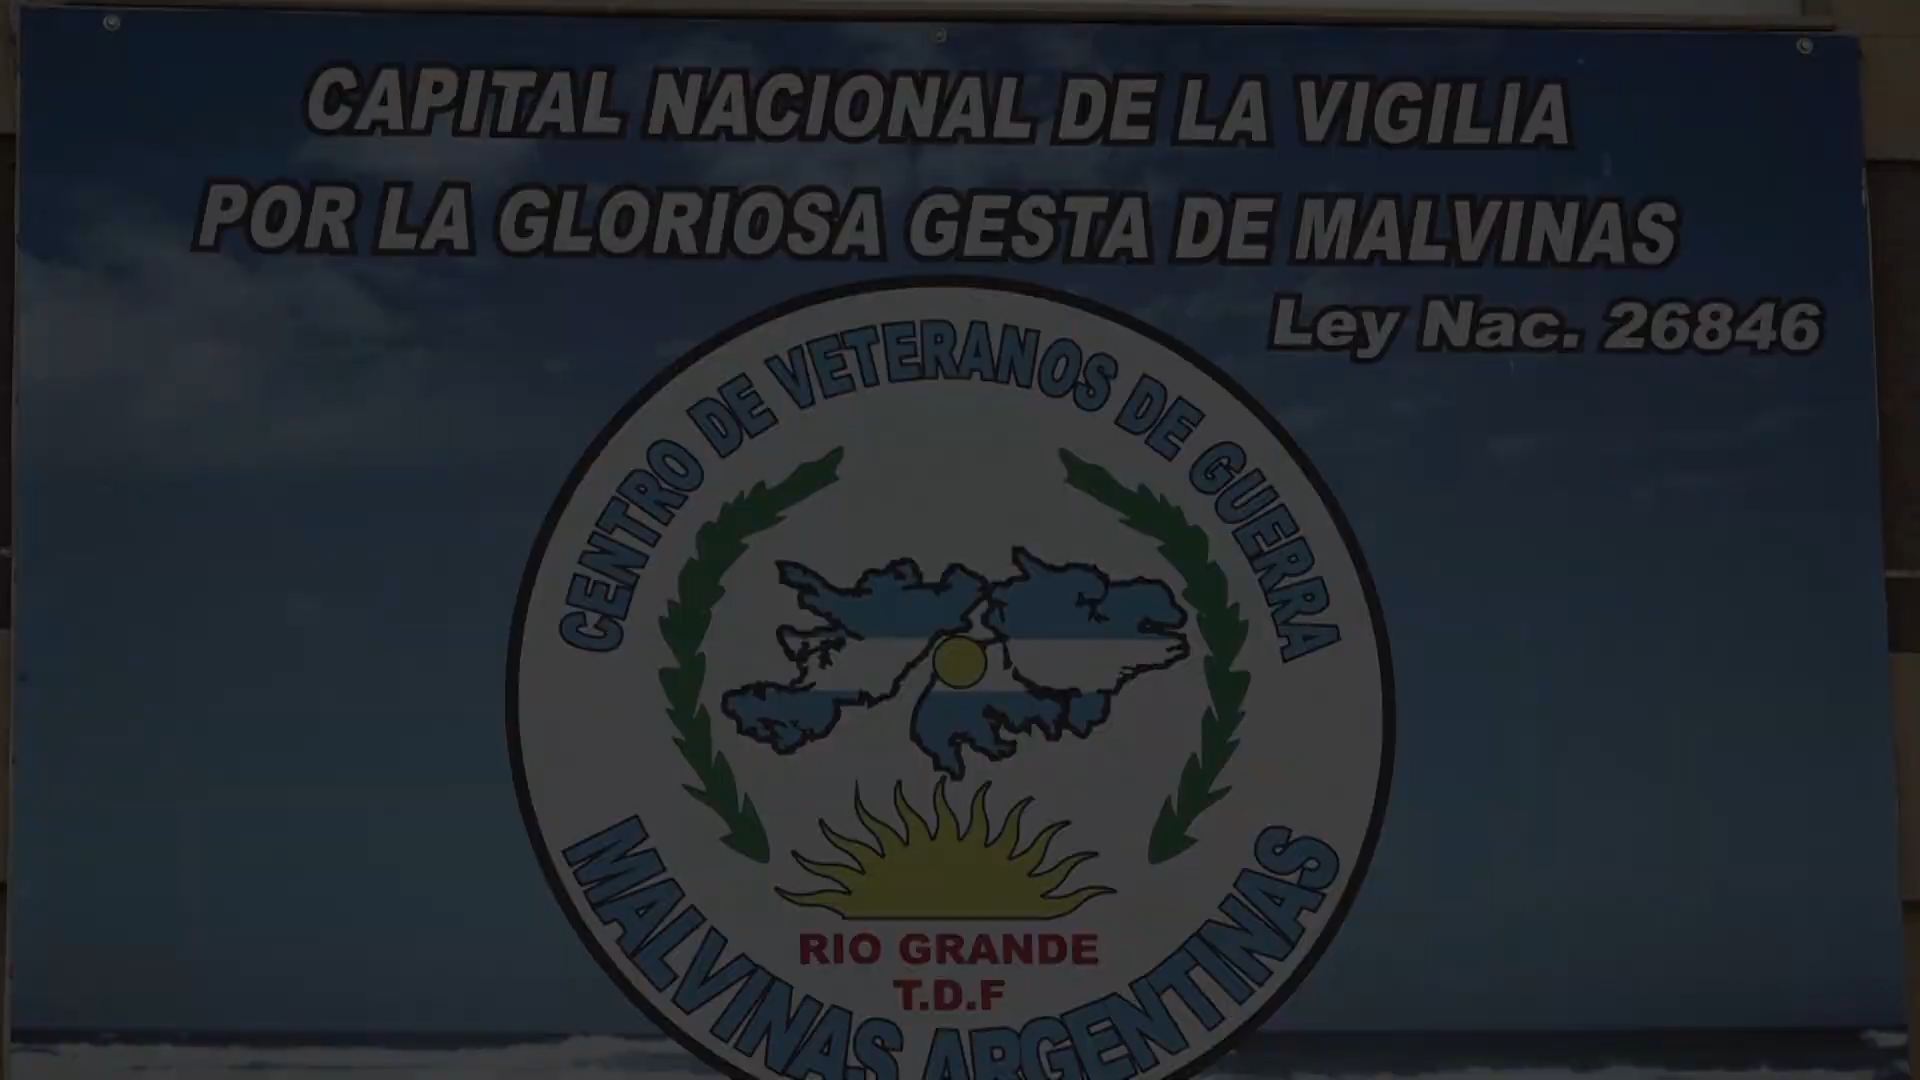 CAPITAL NACIONAL DE LA VIGILIA
POR LA GLORIOSA GESTA DE MALVINAS
Ley Nac. 26846
CENTRO DE VETERANOS DE GUERRA
RIO GRANDE
T.D.F
MALVINAS ARGENTINAS